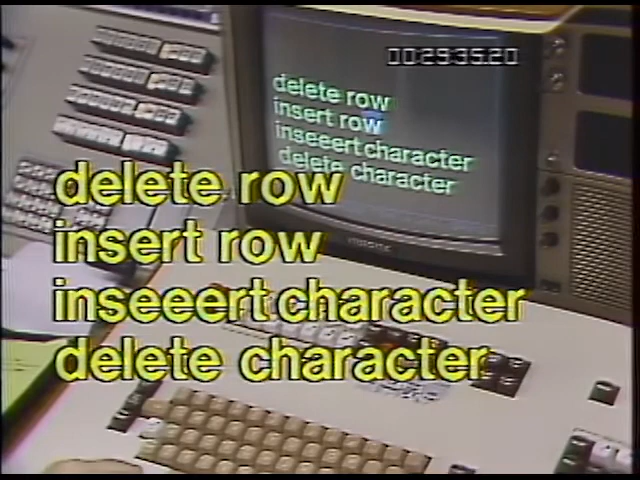 00:29:35.20
delete row
insert row
inseeert character
delete character
delete row
insert row
inseeert character
delete character